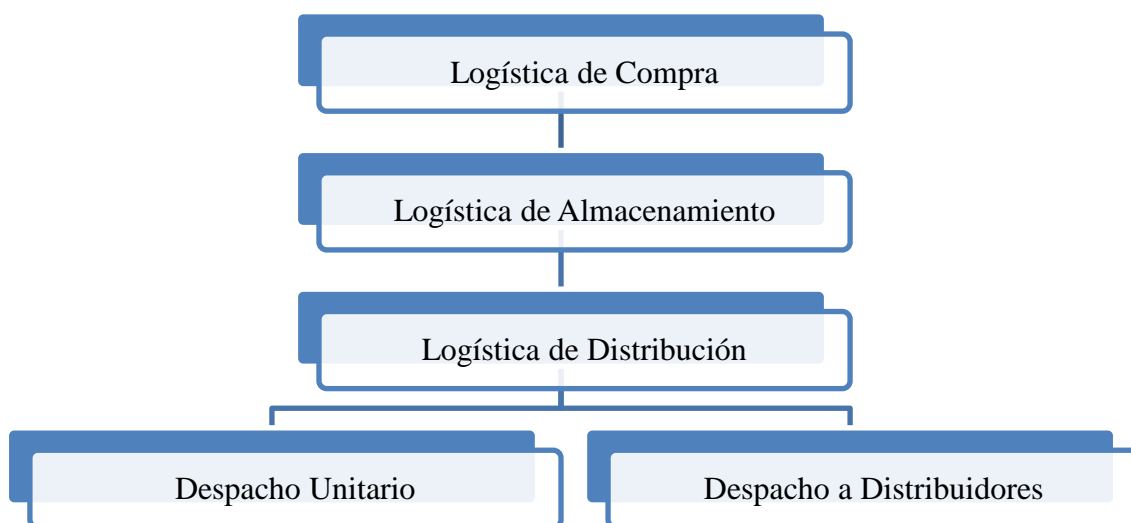 Logística de Compra
Logística de Almacenamiento
Logística de Distribución
Despacho Unitario
Despacho a Distribuidores